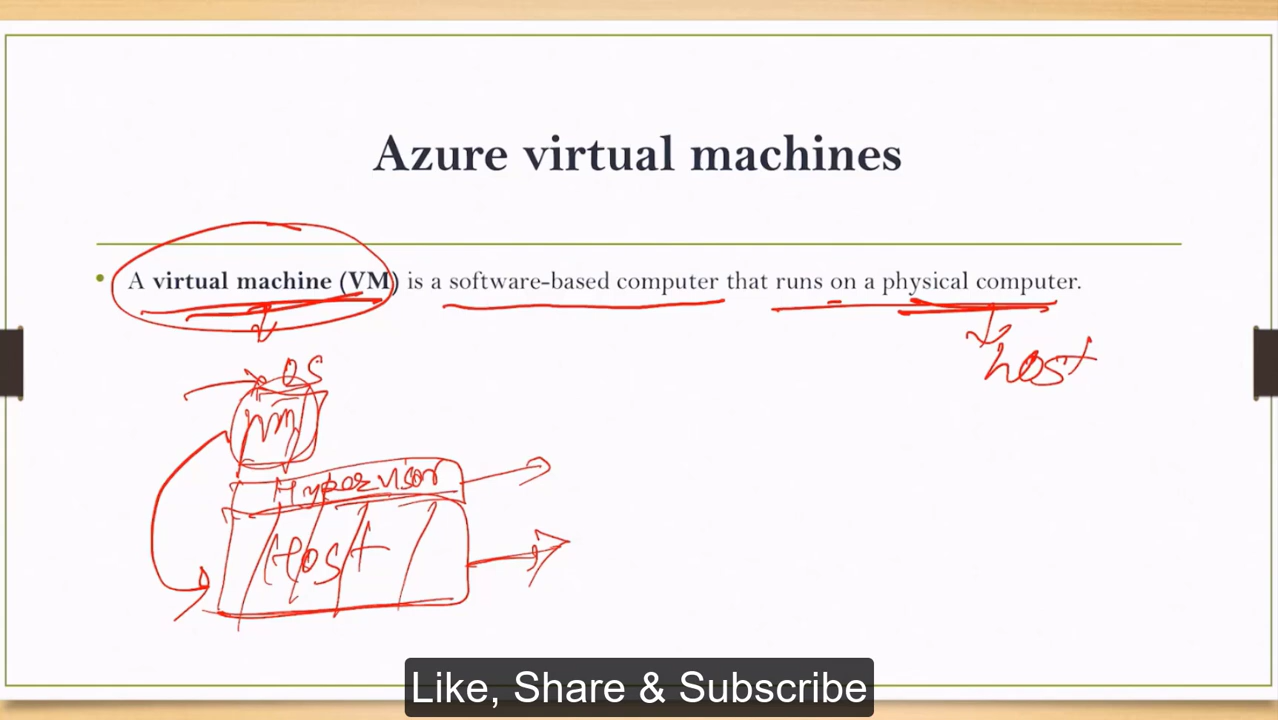 Azure virtual machines
• A virtual machine (VM) is a software-based computer that runs on a physical computer.
host
OS
VM
Hypervisor
Host
Like, Share & Subscribe